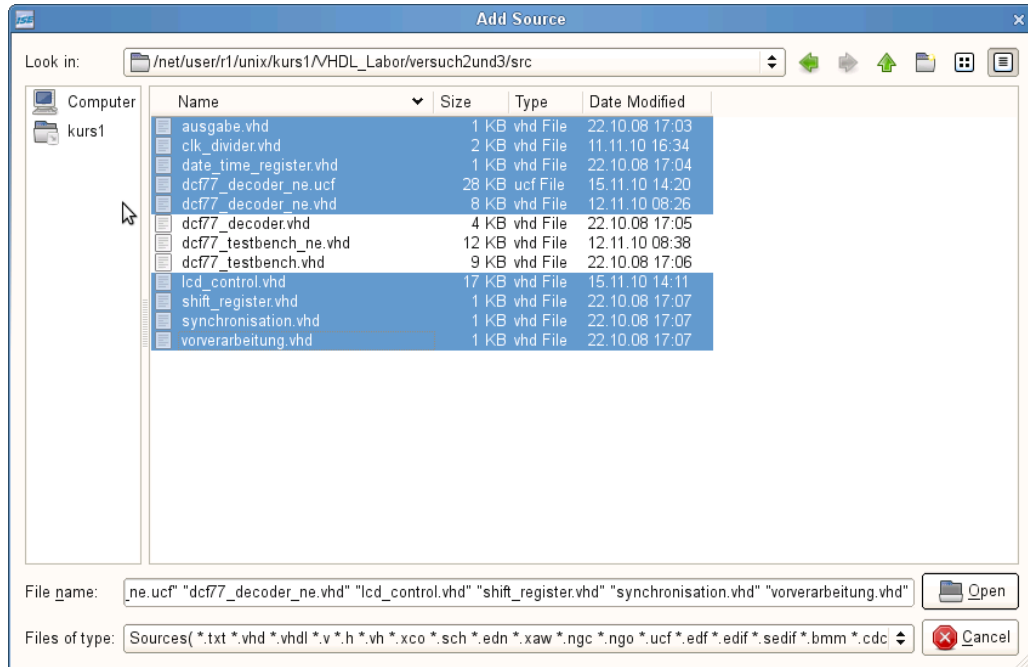 ISE Add Source
Look in: /net/user/r1/unix/kurs1/VHDL_Labor/versuch2und3/src
Computer
kurs1
Name Size Type Date Modified
ausgabe.vhd 1 KB vhd File 22.10.08 17:03
clk_divider.vhd 2 KB vhd File 11.11.10 16:34
date_time_register.vhd 1 KB vhd File 22.10.08 17:04
dcf77_decoder_ne.ucf 28 KB ucf File 15.11.10 14:20
dcf77_decoder_ne.vhd 8 KB vhd File 12.11.10 08:26
dcf77_decoder.vhd 4 KB vhd File 22.10.08 17:05
dcf77_testbench_ne.vhd 12 KB vhd File 12.11.10 08:38
dcf77_testbench.vhd 9 KB vhd File 22.10.08 17:06
lcd_control.vhd 17 KB vhd File 15.11.10 14:11
shift_register.vhd 1 KB vhd File 22.10.08 17:07
synchronisation.vhd 1 KB vhd File 22.10.08 17:07
vorverarbeitung.vhd 1 KB vhd File 22.10.08 17:07
File name: _ne.ucf" "dcf77_decoder_ne.vhd" "lcd_control.vhd" "shift_register.vhd" "synchronisation.vhd" "vorverarbeitung.vhd" Open
Files of type: Sources( *.txt *.vhd *.vhdl *.v *.h *.vh *.xco *.sch *.edn *.xaw *.ngc *.ngo *.ucf *.edf *.edif *.sedif *.bmm *.cdc Cancel